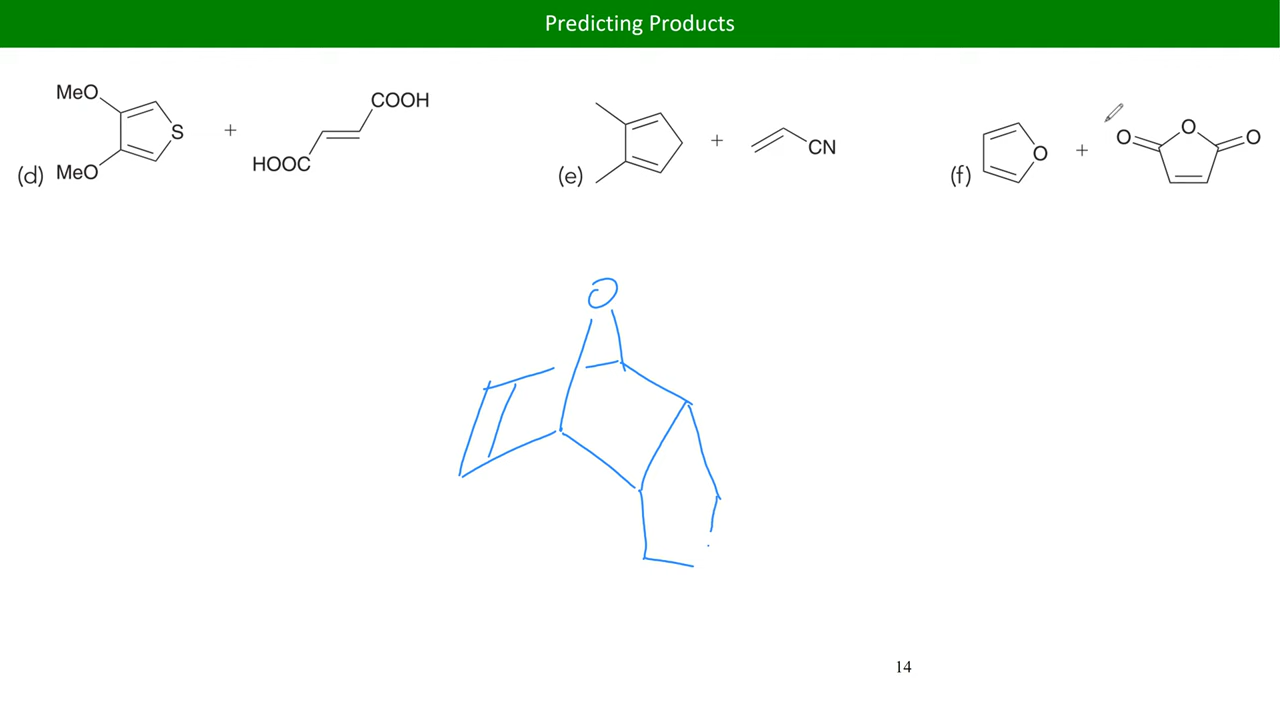 Predicting Products
MeO
MeO
S
+
HOOC
COOH
(d)
+
CN
(e)
O
+
O
O
O
(f)
O
14